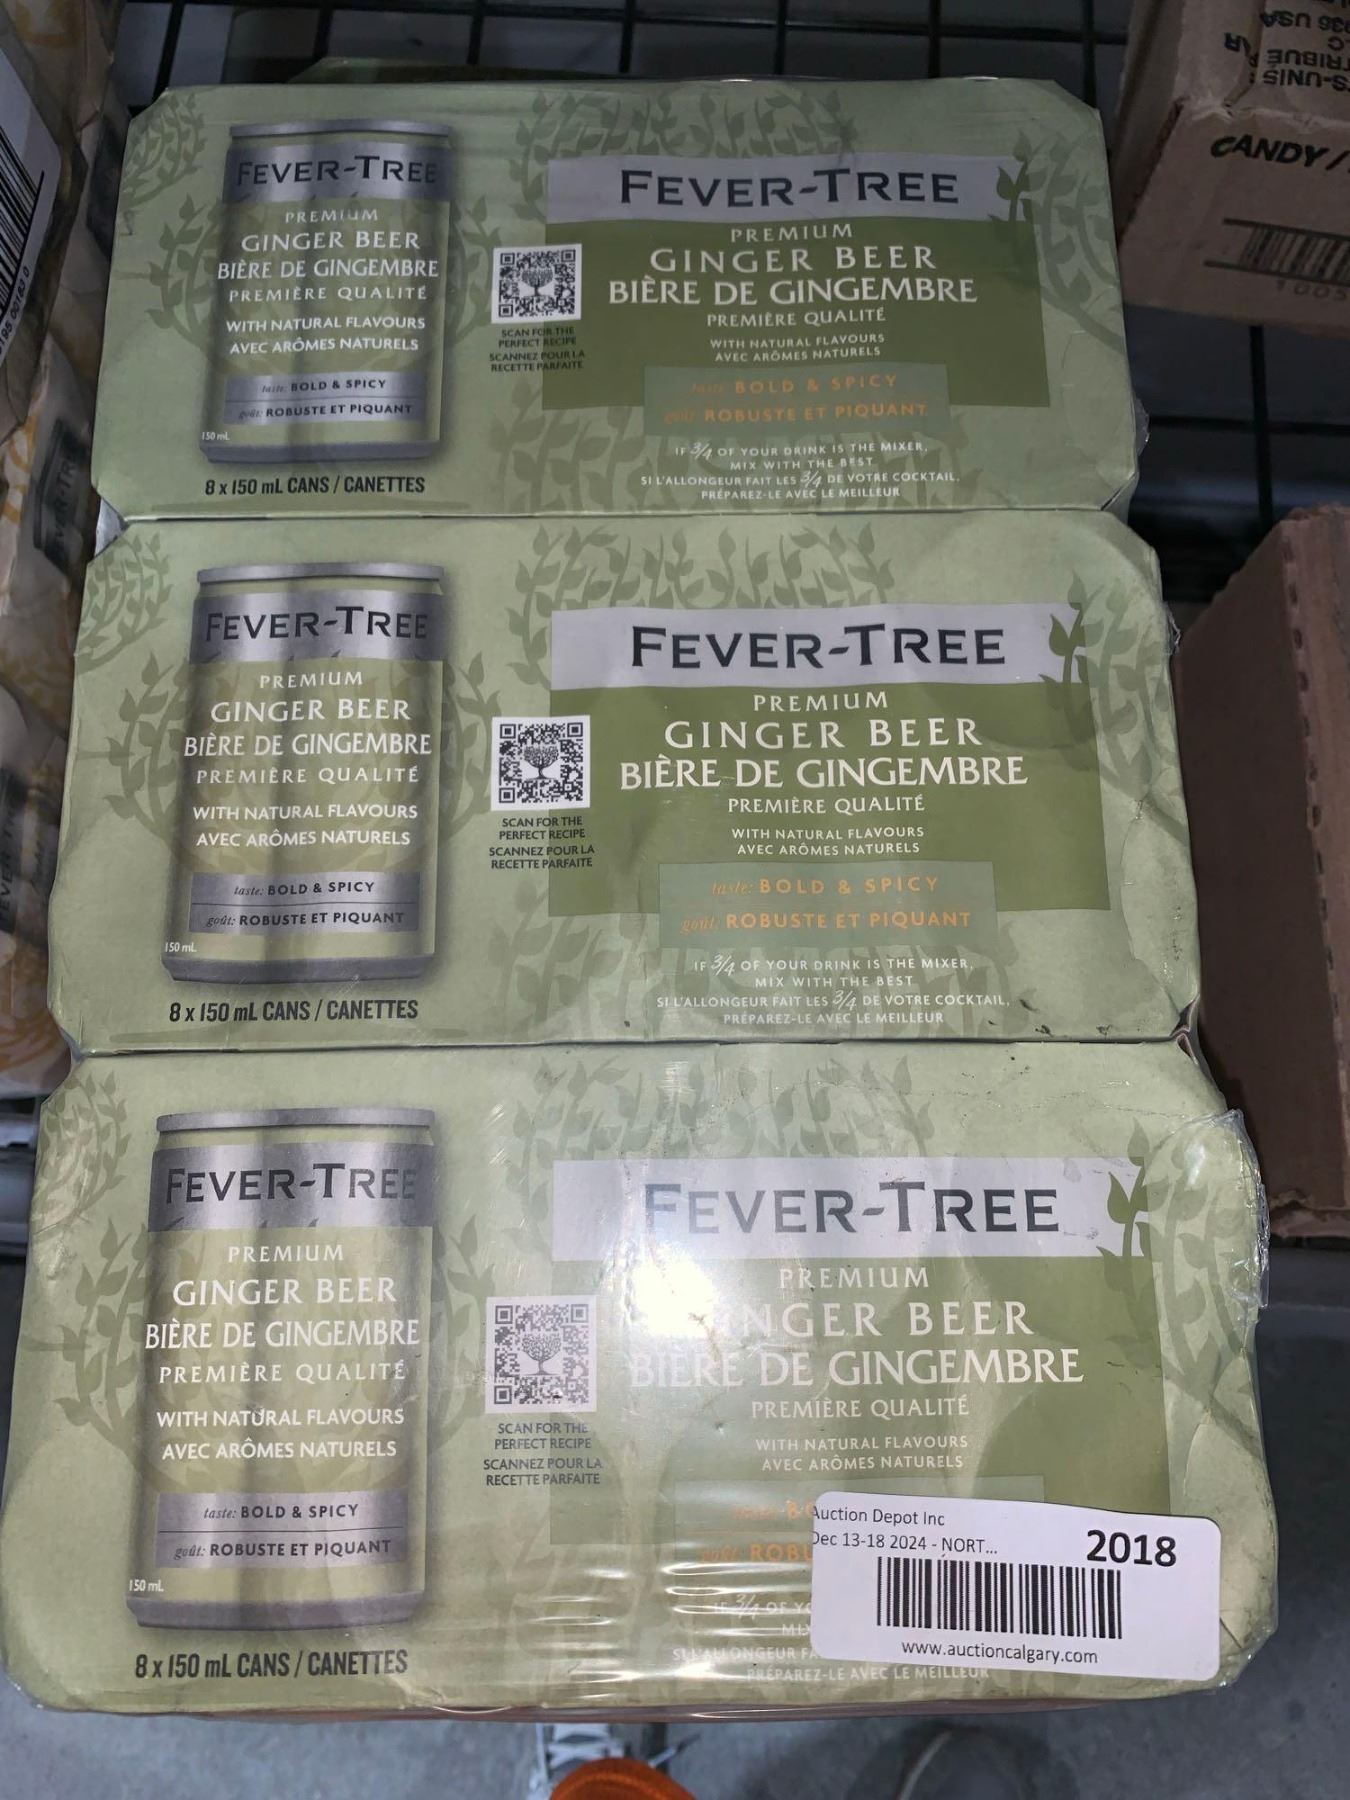 FEVER-TREE
PREMIUM
GINGER BEER
BIÈRE DE GINGEMBRE
PREMIÈRE QUALITÉ
WITH NATURAL FLAVOURS
AVEC ARÔMES NATURELS
taste: BOLD & SPICY
goût: ROBUSTE ET PIQUANT
150 mL
8 x 150 mL CANS / CANETTES
SCAN FOR THE
PERFECT RECIPE
SCANNEZ POUR LA
RECETTE PARFAITE
FEVER-TREE
PREMIUM
GINGER BEER
BIÈRE DE GINGEMBRE
PREMIÈRE QUALITÉ
WITH NATURAL FLAVOURS
AVEC ARÔMES NATURELS
taste: BOLD & SPICY
goût: ROBUSTE ET PIQUANT
IF 3/4 OF YOUR DRINK IS THE MIXER,
MIX WITH THE BEST
SI L'ALLONGEUR FAIT LES 3/4 DE VOTRE COCKTAIL,
PRÉPAREZ-LE AVEC LE MEILLEUR
FEVER-TREE
PREMIUM
GINGER BEER
BIÈRE DE GINGEMBRE
PREMIÈRE QUALITÉ
WITH NATURAL FLAVOURS
AVEC ARÔMES NATURELS
taste: BOLD & SPICY
goût: ROBUSTE ET PIQUANT
150 mL
8 x 150 mL CANS / CANETTES
SCAN FOR THE
PERFECT RECIPE
SCANNEZ POUR LA
RECETTE PARFAITE
FEVER-TREE
PREMIUM
GINGER BEER
BIÈRE DE GINGEMBRE
PREMIÈRE QUALITÉ
WITH NATURAL FLAVOURS
AVEC ARÔMES NATURELS
taste: BOLD & SPICY
goût: ROBUSTE ET PIQUANT
IF 3/4 OF YOUR DRINK IS THE MIXER,
MIX WITH THE BEST
SI L'ALLONGEUR FAIT LES 3/4 DE VOTRE COCKTAIL,
PRÉPAREZ-LE AVEC LE MEILLEUR
FEVER-TREE
PREMIUM
GINGER BEER
BIÈRE DE GINGEMBRE
PREMIÈRE QUALITÉ
WITH NATURAL FLAVOURS
AVEC ARÔMES NATURELS
taste: BOLD & SPICY
goût: ROBUSTE ET PIQUANT
150 mL
8 x 150 mL CANS / CANETTES
SCAN FOR THE
PERFECT RECIPE
SCANNEZ POUR LA
RECETTE PARFAITE
FEVER-TREE
PREMIUM
BEER
BIÈRE DE GINGEMBRE
PREMIÈRE QUALITÉ
WITH NATURAL FLAVOURS
AVEC ARÔMES NATURELS
IF 3/4 OF
PRÉPAREZ-LE AVEC LE MEILLEUR
Auction Depot Inc
Dec 13-18 2024 - NORT...
2018
www.auctioncalgary.com
CANDY /
USA